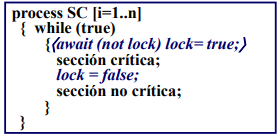 process SC [i=1..n]
{ while (true)
{⟨await (not lock) lock= true;⟩
sección crítica;
lock = false;
sección no crítica;
}
}